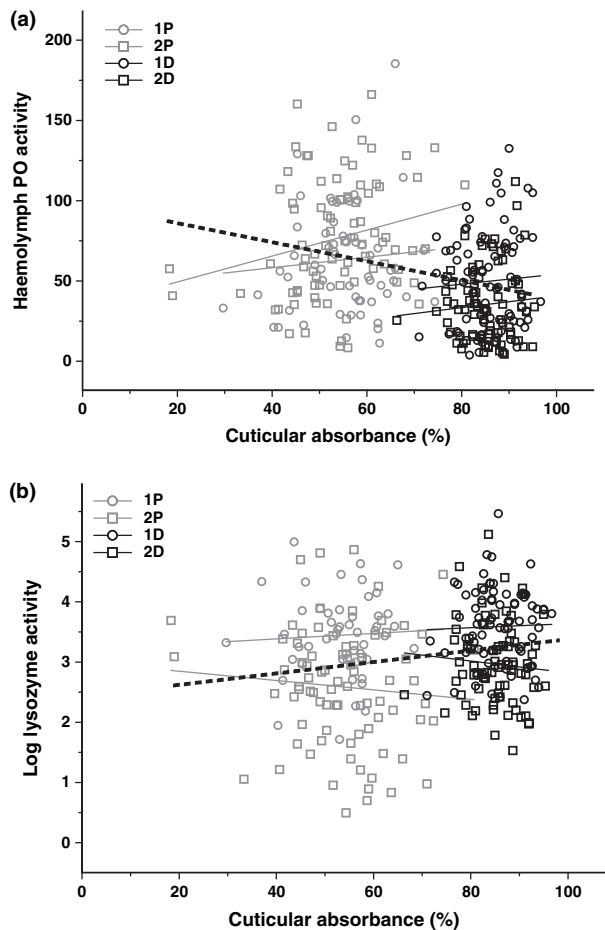 (a)
1P
2P
1D
2D
200
150
100
50
0
Haemolymph PO activity
0 20 40 60 80 100
Cuticular absorbance (%)
(b)
1P
2P
1D
2D
5
4
3
2
1
0
Log lysozyme activity
0 20 40 60 80 100
Cuticular absorbance (%)